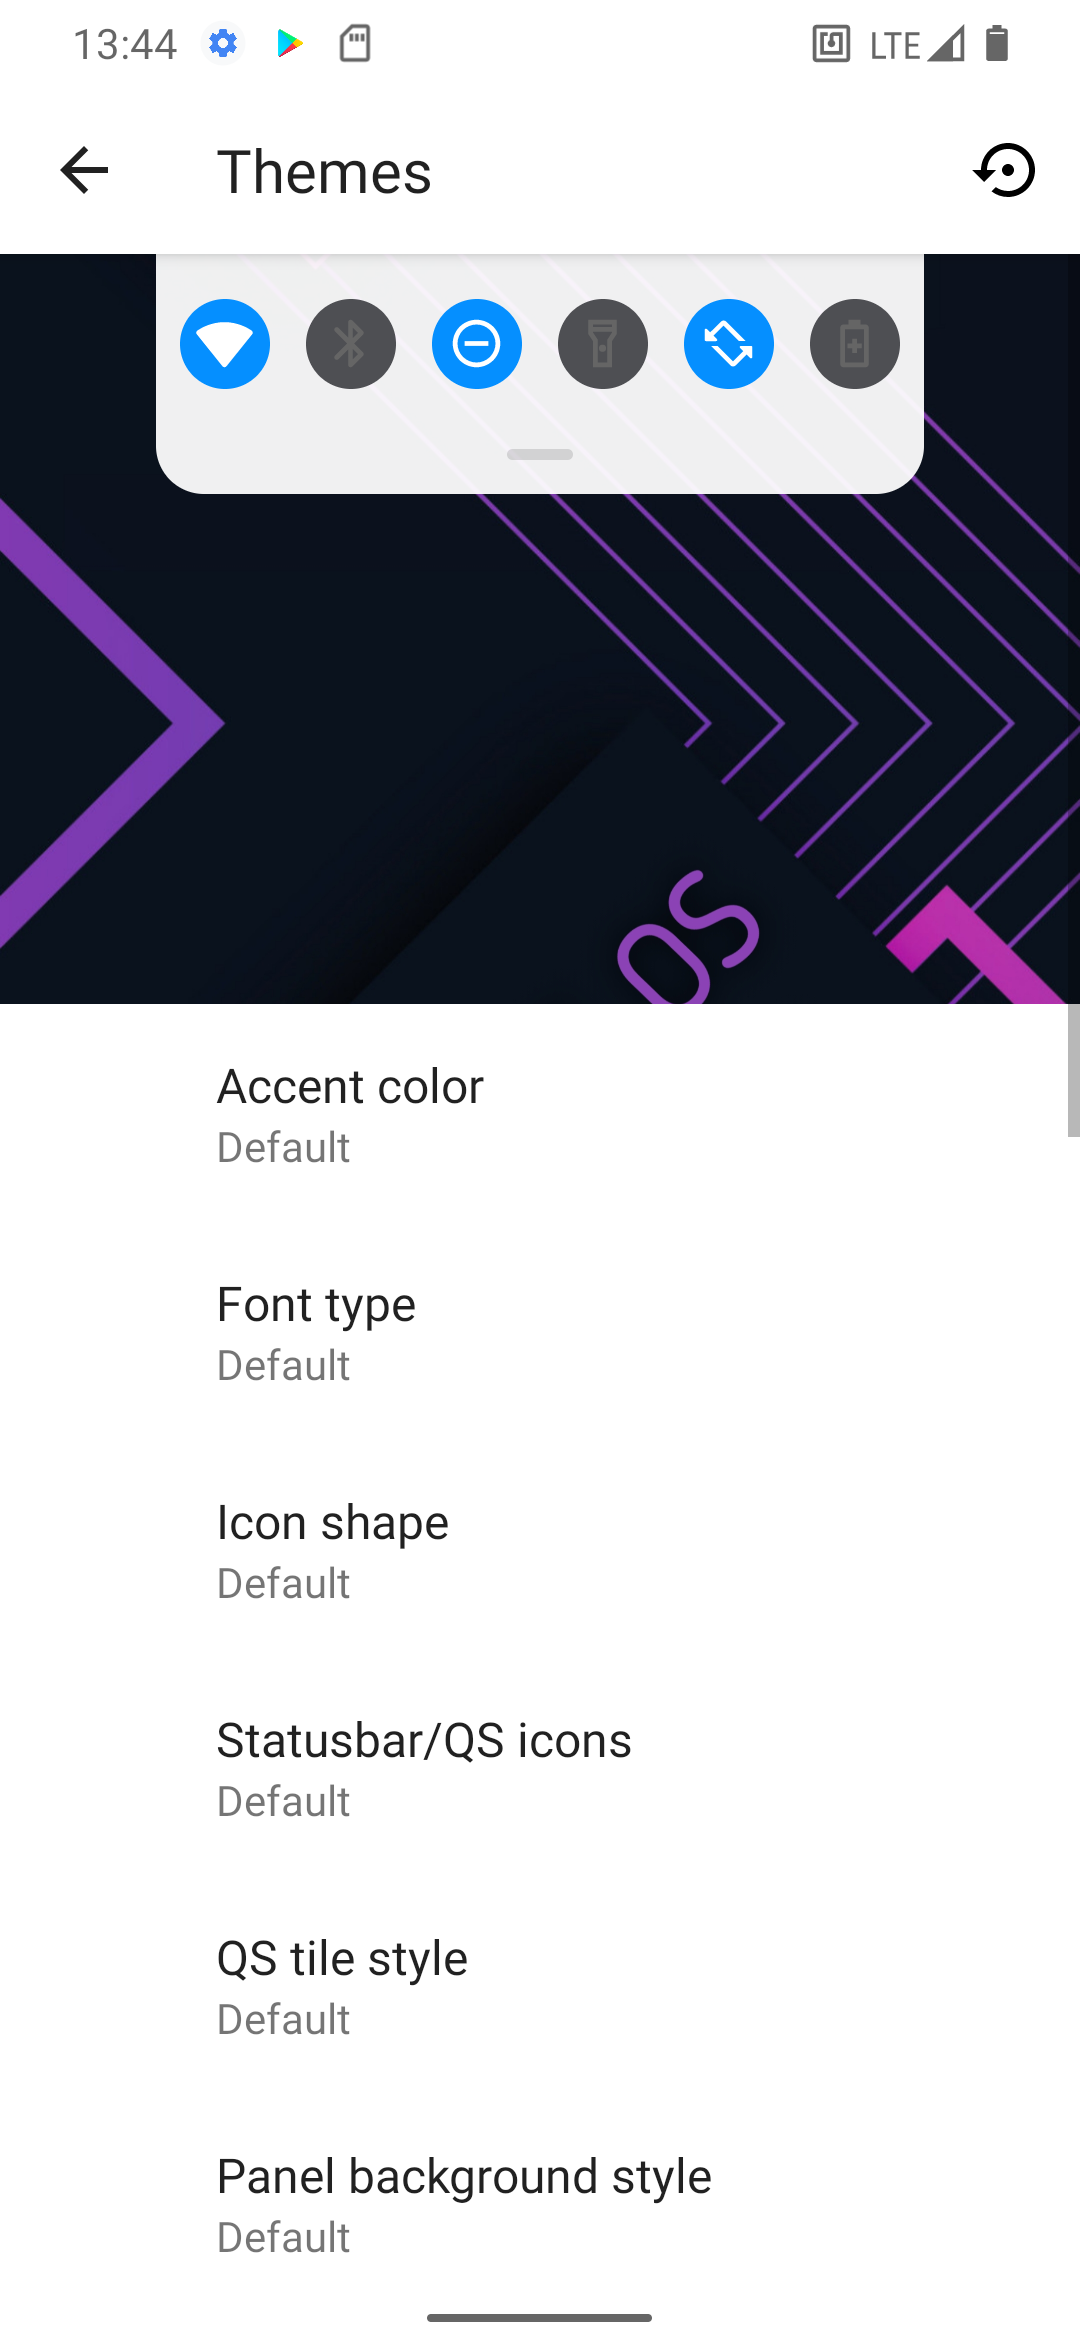 13:44
LTE
Themes
OS
Accent color
Default
Font type
Default
Icon shape
Default
Statusbar/QS icons
Default
QS tile style
Default
Panel background style
Default